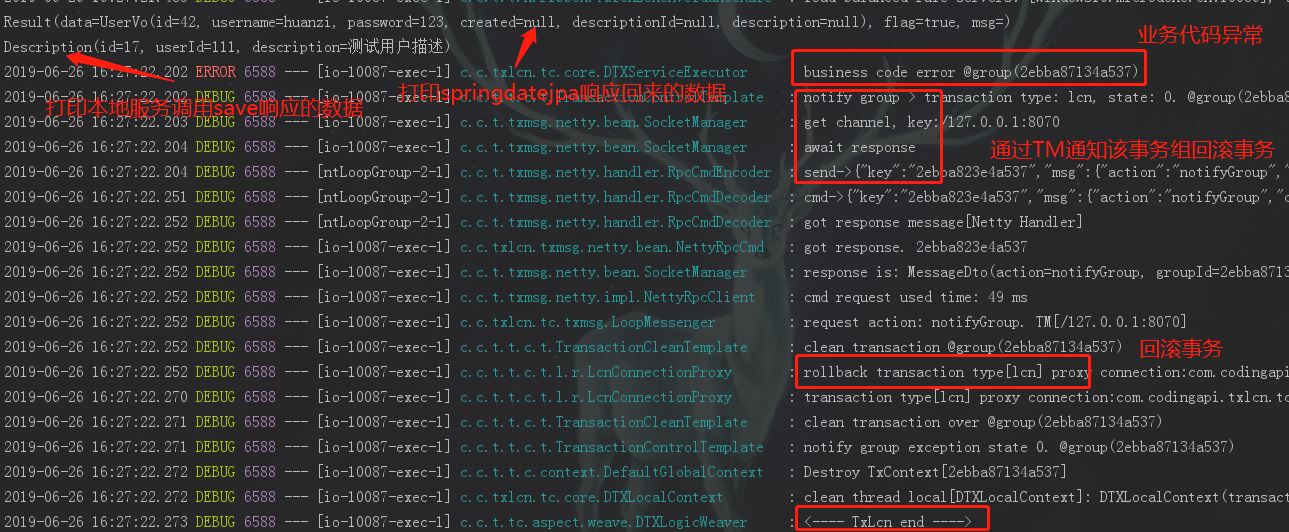 Result(data=UserVo(id=42, username=huanzi, password=123, created=null, descriptionId=null, description=null), flag=true, msg=)
业务代码异常
Description(id=17, userId=111, description=测试用户描述)
2019-06-26 16:27:22.202 ERROR 6588 --- [io-10087-exec-1] c.c.txlcn.tc.core.DTXServiceExecutor : business code error @group(2ebba87134a537)
打印本地服务调用save响应的数据
打印springdatejpa响应回来的数据
: notify group > transaction type: lcn, state: 0. @group(2ebba
2019-06-26 16:27:22.203 DEBUG 6588 --- [io-10087-exec-1] c.c.t.txmsg.netty.bean.SocketManager : get channel, key:/127.0.0.1:8070
2019-06-26 16:27:22.204 DEBUG 6588 --- [io-10087-exec-1] c.c.t.txmsg.netty.bean.SocketManager : await response
通过TM通知该事务组回滚事务
2019-06-26 16:27:22.204 DEBUG 6588 --- [ntLoopGroup-2-1] c.c.t.txmsg.netty.handler.RpcCmdEncoder : send->{"key":"2ebba823e4a537","msg":{"action":"notifyGroup",
2019-06-26 16:27:22.251 DEBUG 6588 --- [ntLoopGroup-2-1] c.c.t.txmsg.netty.handler.RpcCmdDecoder : cmd->{"key":"2ebba823e4a537","msg":{"action":"notifyGroup","
2019-06-26 16:27:22.252 DEBUG 6588 --- [ntLoopGroup-2-1] c.c.t.txmsg.netty.handler.RpcCmdDecoder : got response message[Netty Handler]
2019-06-26 16:27:22.252 DEBUG 6588 --- [io-10087-exec-1] c.c.txlcn.txmsg.netty.bean.NettyRpcCmd : got response. 2ebba823e4a537
2019-06-26 16:27:22.252 DEBUG 6588 --- [io-10087-exec-1] c.c.t.txmsg.netty.bean.SocketManager : response is: MessageDto(action=notifyGroup, groupId=2ebba8713
2019-06-26 16:27:22.252 DEBUG 6588 --- [io-10087-exec-1] c.c.t.txmsg.netty.impl.NettyRpcClient : cmd request used time: 49 ms
2019-06-26 16:27:22.252 DEBUG 6588 --- [io-10087-exec-1] c.c.txlcn.tc.txmsg.LoopMessenger : request action: notifyGroup. TM[/127.0.0.1:8070]
2019-06-26 16:27:22.252 DEBUG 6588 --- [io-10087-exec-1] c.c.t.t.c.t.TransactionCleanTemplate : clean transaction @group(2ebba87134a537)
回滚事务
2019-06-26 16:27:22.252 DEBUG 6588 --- [io-10087-exec-1] c.c.t.t.c.t.l.r.LcnConnectionProxy : rollback transaction type[lcn] proxy connection:com.codingapi
2019-06-26 16:27:22.270 DEBUG 6588 --- [io-10087-exec-1] c.c.t.t.c.t.l.r.LcnConnectionProxy : transaction type[lcn] proxy connection:com.codingapi.txlcn.tc
2019-06-26 16:27:22.271 DEBUG 6588 --- [io-10087-exec-1] c.c.t.t.c.t.TransactionCleanTemplate : clean transaction over @group(2ebba87134a537)
2019-06-26 16:27:22.271 DEBUG 6588 --- [io-10087-exec-1] c.c.t.t.c.t.TransactionControlTemplate : notify group exception state 0. @group(2ebba87134a537)
2019-06-26 16:27:22.271 DEBUG 6588 --- [io-10087-exec-1] c.c.t.t.c.context.DefaultGlobalContext : Destroy TxContext[2ebba87134a537]
2019-06-26 16:27:22.272 DEBUG 6588 --- [io-10087-exec-1] c.c.txlcn.tc.core.DTXLocalContext : clean thread local[DTXLocalContext]: DTXLocalContext(transact
2019-06-26 16:27:22.273 DEBUG 6588 --- [io-10087-exec-1] c.c.t.tc.aspect.weave.DTXLogicWeaver : <---- TxLcn end ---->